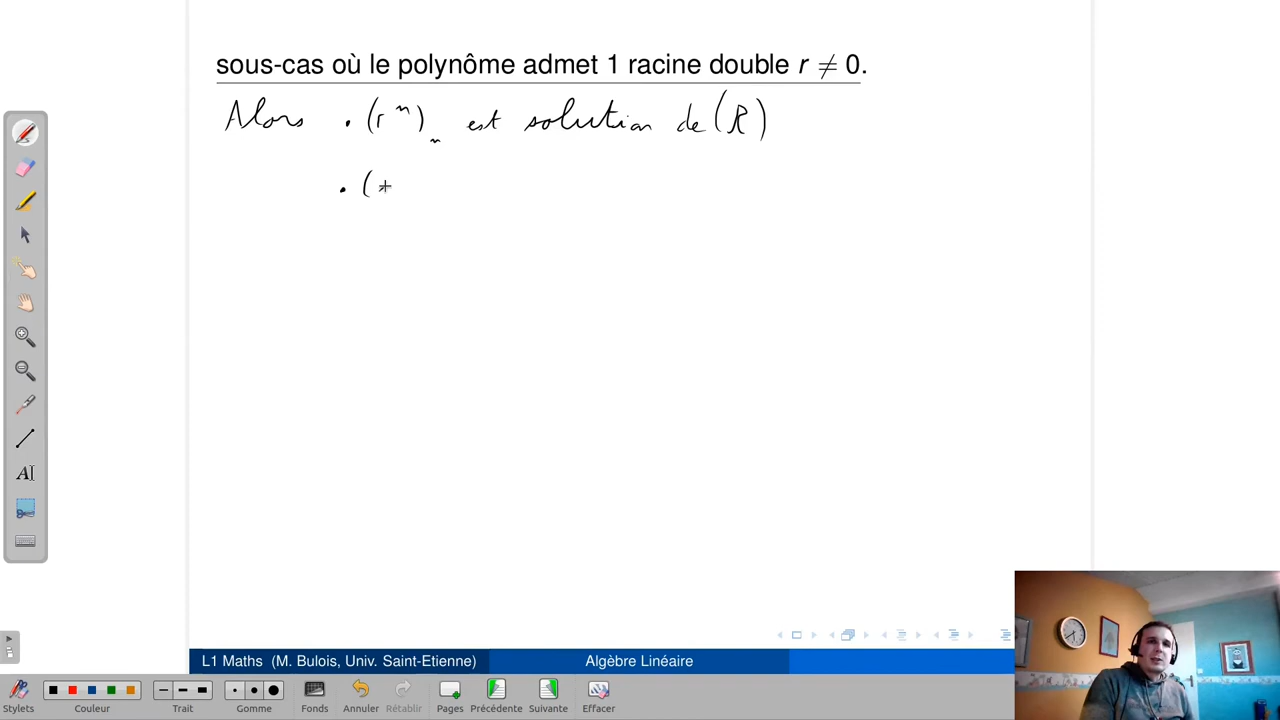 sous-cas où le polynôme admet 1 racine double r ≠ 0.
Alors • (rⁿ)ₙ est solution de (R)
• (
L1 Maths (M. Bulois, Univ. Saint-Etienne) Algèbre Linéaire
Stylets Couleur Trait Gomme Fonds Annuler Rétablir Pages Précédente Suivante Effacer